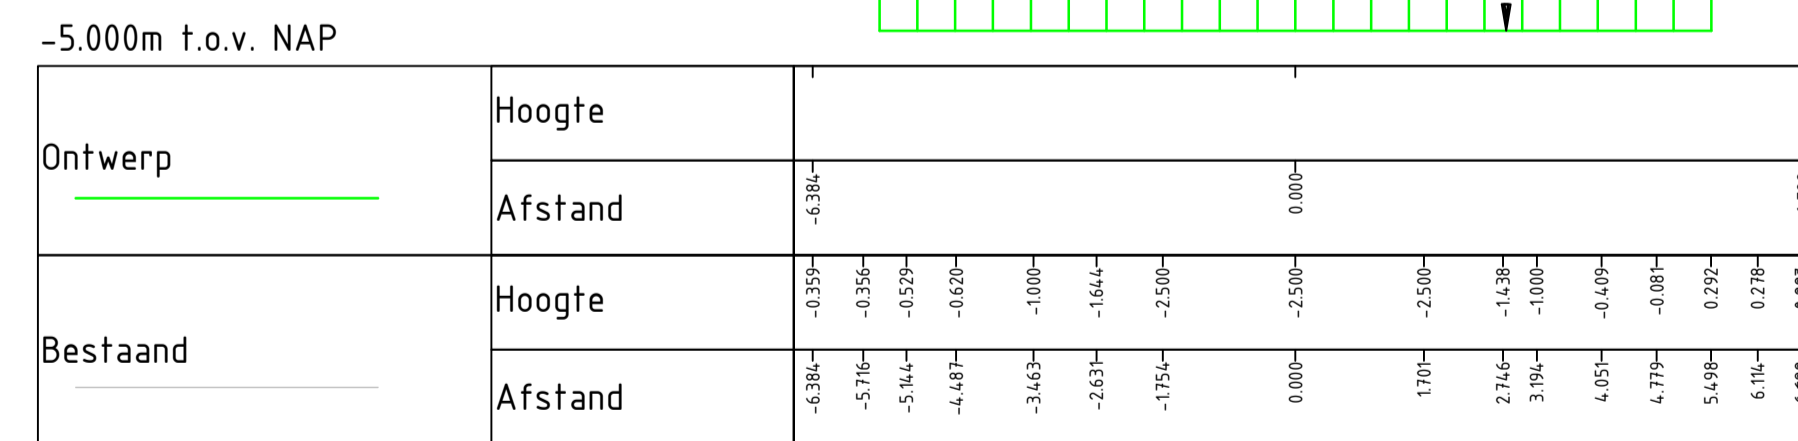 -5.000m t.o.v. NAP
Ontwerp
Hoogte
Afstand
-6.384 0.000
Bestaand
Hoogte
-0.359 -0.356 -0.529 -0.620 -1.000 -1.644 -2.500 -2.500 -2.500 -1.438 -1.000 -0.409 -0.081 0.292 0.278
Afstand
-6.384 -5.716 -5.144 -4.487 -3.463 -2.631 -1.754 0.000 1.701 2.746 3.194 4.051 4.779 5.498 6.114